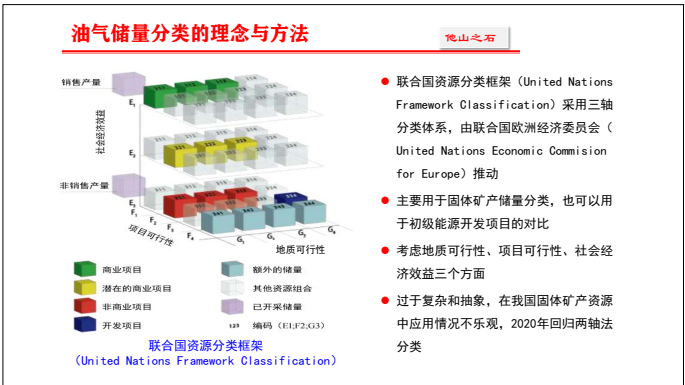 油气储量分类的理念与方法
他山之石
销售产量
E₁
社会经济效益
E₂
非销售产量
E₃
F₁
F₂
F₃
F₄
项目可行性
G₁
G₂
G₃
G₄
地质可行性
商业项目
额外的储量
潜在的商业项目
其他资源组合
非商业项目
已开采储量
开发项目
123 编码（E1;F2;G3）
联合国资源分类框架
（United Nations Framework Classification）
● 联合国资源分类框架（United Nations
Framework Classification）采用三轴
分类体系，由联合国欧洲经济委员会（
United Nations Economic Commision
for Europe）推动
● 主要用于固体矿产储量分类，也可以用
于初级能源开发项目的对比
● 考虑地质可行性、项目可行性、社会经
济效益三个方面
● 过于复杂和抽象，在我国固体矿产资源
中应用情况不乐观，2020年回归两轴法
分类